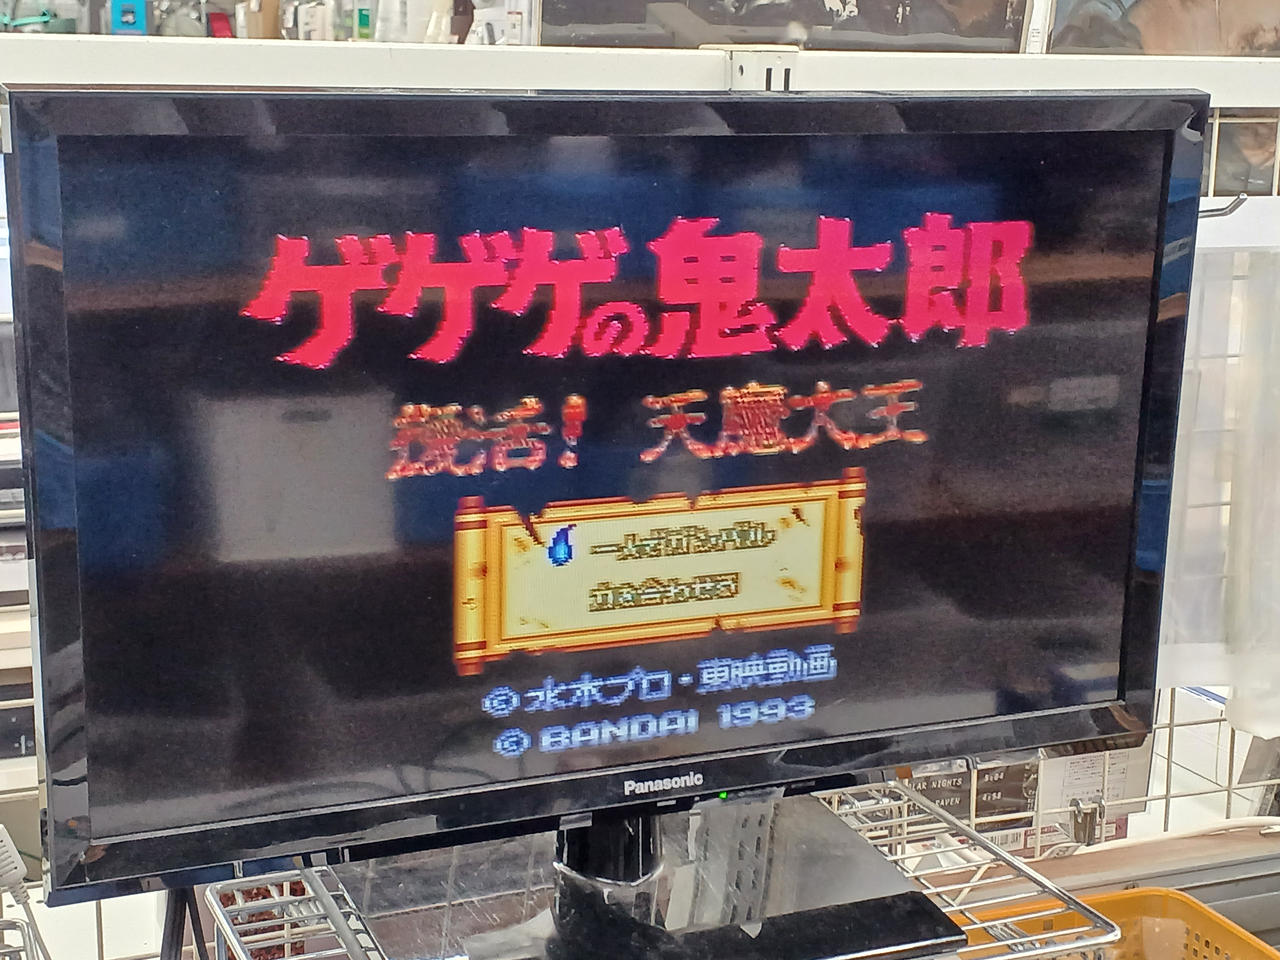 ゲゲゲの鬼太郎
復活! 天魔大王
© 水木プロ・東映動画
© BANDAI 1993
Panasonic